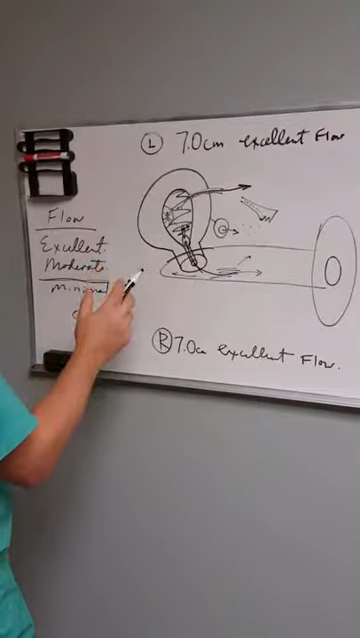 Ⓛ 7.0cm excellent Flow
Flow
Excellent
Moderate
Minimal
Ⓡ 7.0cm excellent Flow.